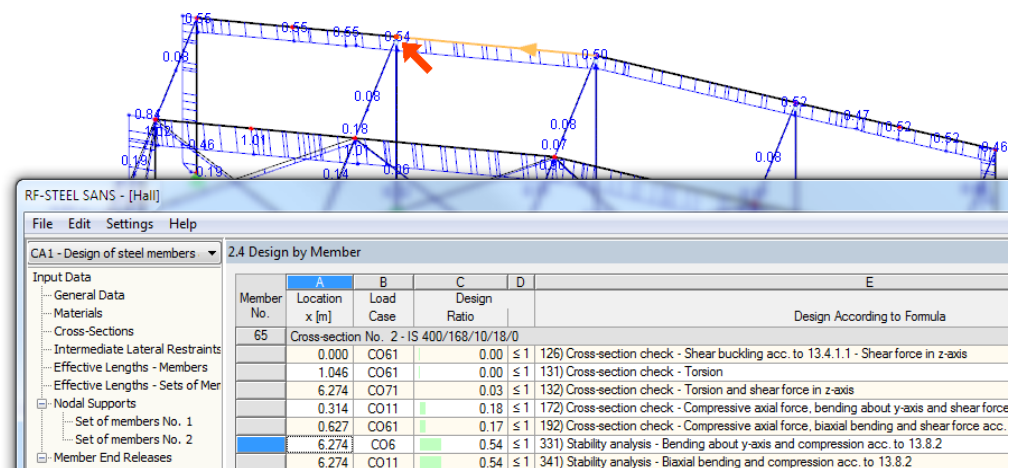 0.55
0.55 0.55 0.54
0.50
0.08
0.08
0.52
0.47
0.52
0.52
0.46
0.84
0.18
0.08
0.46
1.01
0.07
0.08
0.19
0.19
0.14
RF-STEEL SANS - [Hall]
File Edit Settings Help
CA1 - Design of steel members
2.4 Design by Member
Input Data
General Data
Materials
Cross-Sections
Intermediate Lateral Restraints
Effective Lengths - Members
Effective Lengths - Sets of Mer
Nodal Supports
Set of members No. 1
Set of members No. 2
Member End Releases
A B C D E
Member Location Load Design
No. x [m] Case Ratio Design According to Formula
65 Cross-section No. 2 - IS 400/168/10/18/0
0.000 CO61 0.00 ≤ 1 126) Cross-section check - Shear buckling acc. to 13.4.1.1 - Shear force in z-axis
1.046 CO61 0.00 ≤ 1 131) Cross-section check - Torsion
6.274 CO71 0.03 ≤ 1 132) Cross-section check - Torsion and shear force in z-axis
0.314 CO11 0.18 ≤ 1 172) Cross-section check - Compressive axial force, bending about y-axis and shear force
0.627 CO61 0.17 ≤ 1 192) Cross-section check - Compressive axial force, biaxial bending and shear force acc.
6.274 CO6 0.54 ≤ 1 331) Stability analysis - Bending about y-axis and compression acc. to 13.8.2
6.274 CO11 0.54 ≤ 1 341) Stability analysis - Biaxial bending and compression acc. to 13.8.2